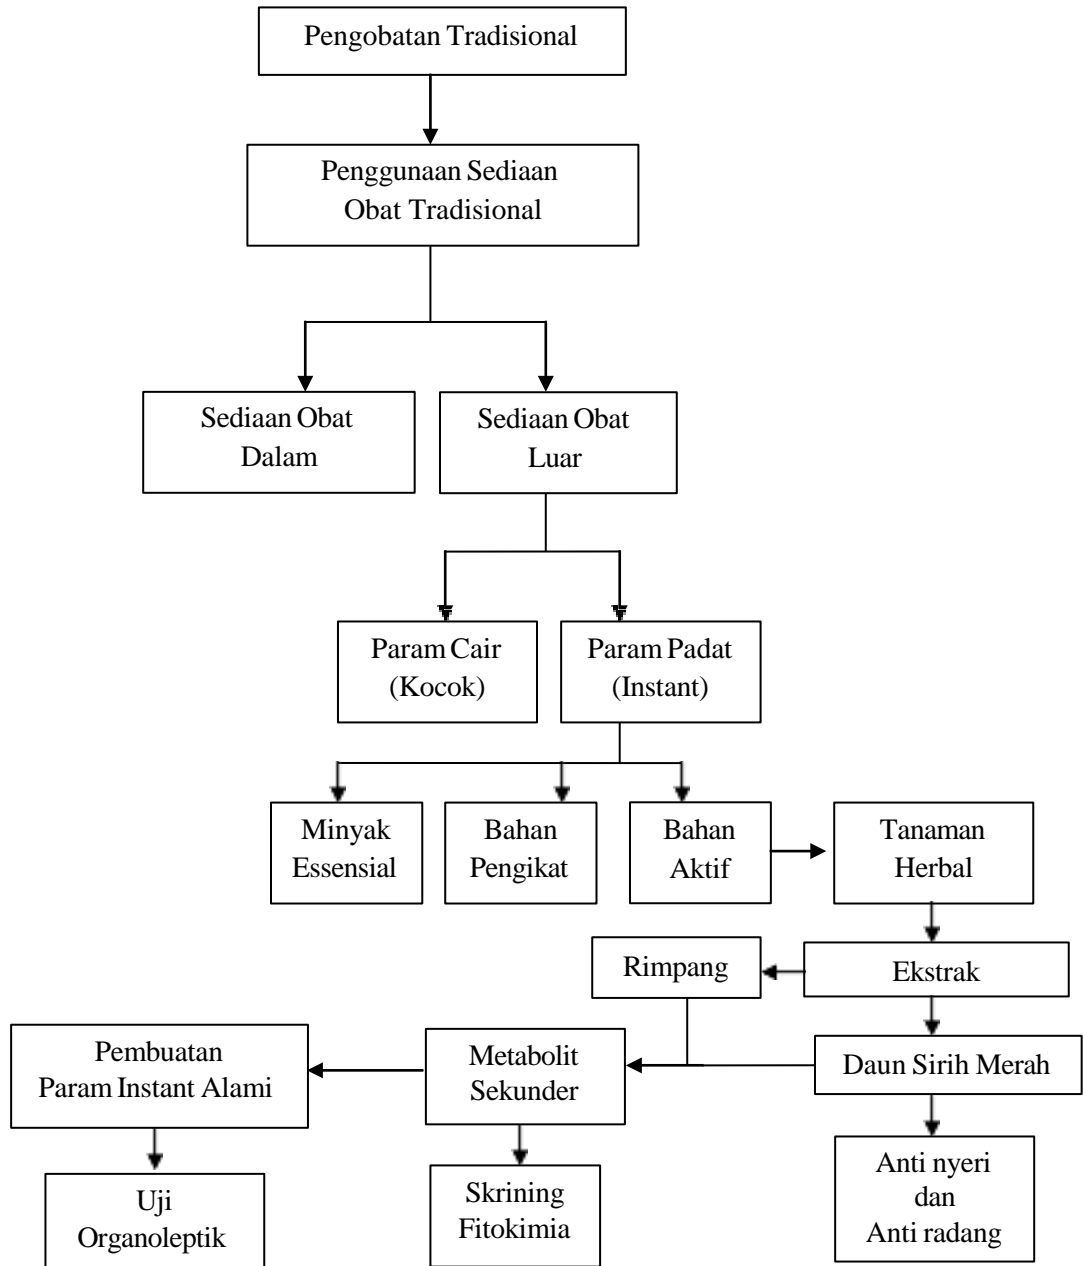 Pengobatan Tradisional
Penggunaan Sediaan
Obat Tradisional
Sediaan Obat
Dalam
Sediaan Obat
Luar
Param Cair
(Kocok)
Param Padat
(Instant)
Minyak
Essensial
Bahan
Pengikat
Bahan
Aktif
Tanaman
Herbal
Rimpang
Ekstrak
Pembuatan
Param Instant Alami
Metabolit
Sekunder
Daun Sirih Merah
Uji
Organoleptik
Skrining
Fitokimia
Anti nyeri
dan
Anti radang